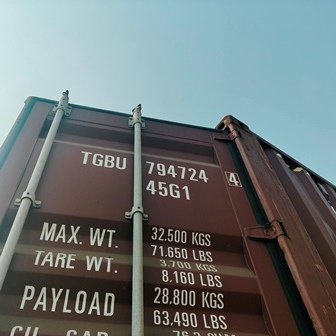 TGBU 794724 4
45G1
MAX. WT. 32.500 KGS
71.650 LBS
TARE WT. 3.700 KGS
8.160 LBS
PAYLOAD 28.800 KGS
63.490 LBS